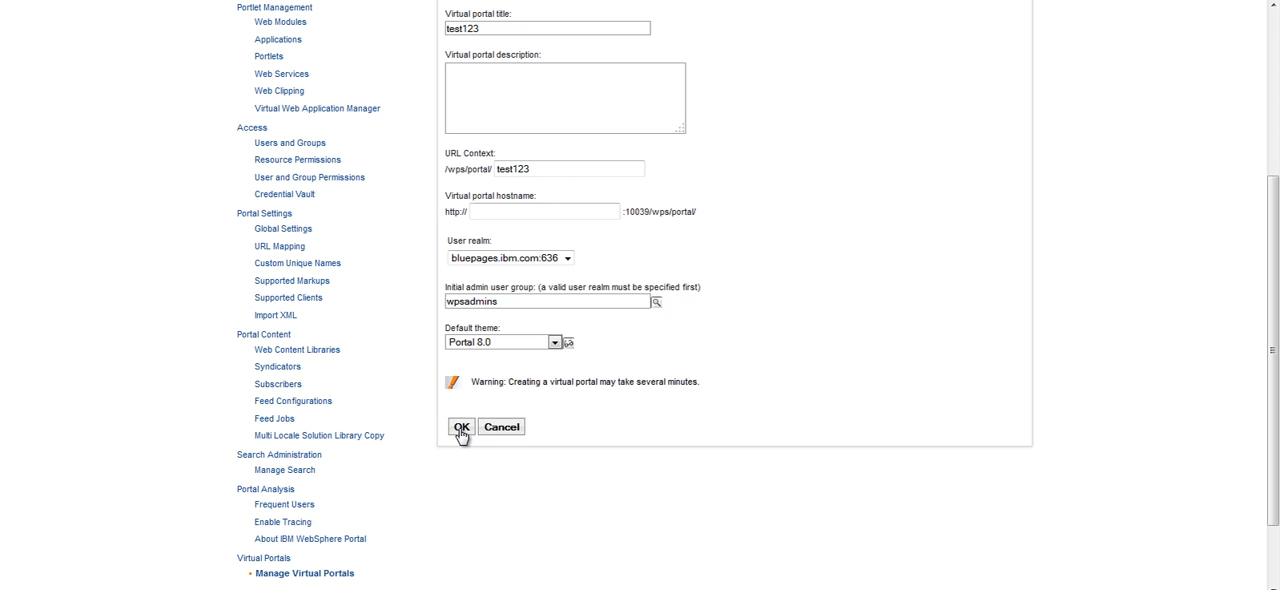 Portlet Management
Web Modules
Applications
Portlets
Web Services
Web Clipping
Virtual Web Application Manager
Access
Users and Groups
Resource Permissions
User and Group Permissions
Credential Vault
Portal Settings
Global Settings
URL Mapping
Custom Unique Names
Supported Markups
Supported Clients
Import XML
Portal Content
Web Content Libraries
Syndicators
Subscribers
Feed Configurations
Feed Jobs
Multi Locale Solution Library Copy
Search Administration
Manage Search
Portal Analysis
Frequent Users
Enable Tracing
About IBM WebSphere Portal
Virtual Portals
Manage Virtual Portals
Virtual portal title:
test123
Virtual portal description:
URL Context:
/wps/portal/ test123
Virtual portal hostname:
http:// :10039/wps/portal/
User realm:
bluepages.ibm.com:636
Initial admin user group: (a valid user realm must be specified first)
wpsadmins
Default theme:
Portal 8.0
Warning: Creating a virtual portal may take several minutes.
OK Cancel